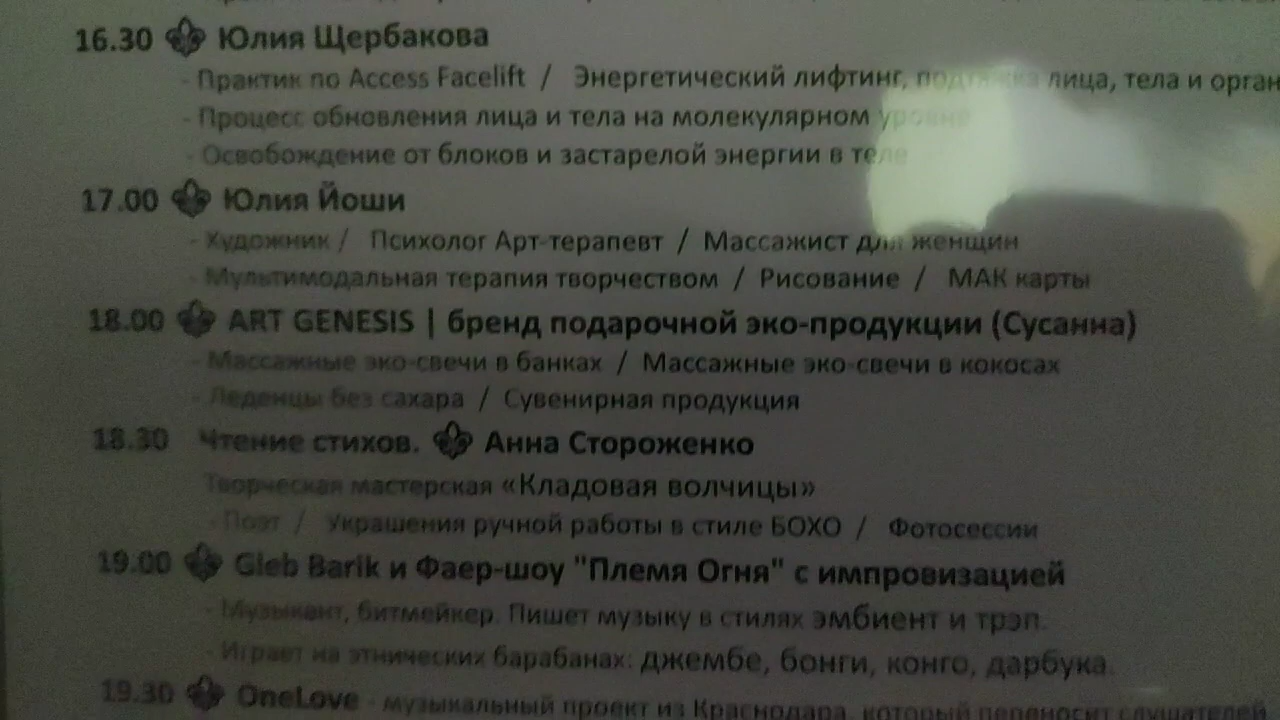 16.30 Юлия Щербакова
- Практик по Access Facelift / Энергетический лифтинг, подтяжка лица, тела и орган
- Процесс обновления лица и тела на молекулярном уровне
- Освобождение от блоков и застарелой энергии в теле
17.00 Юлия Йоши
- Художник / Психолог Арт-терапевт / Массажист для женщин
- Мультимодальная терапия творчеством / Рисование / МАК карты
18.00 ART GENESIS | бренд подарочной эко-продукции (Сусанна)
- Массажные эко-свечи в банках / Массажные эко-свечи в кокосах
- Леденцы без сахара / Сувенирная продукция
18.30 Чтение стихов. Анна Стороженко
Творческая мастерская «Кладовая волчицы»
- Поэт / Украшения ручной работы в стиле БОХО / Фотосессии
19.00 Gleb Barik и Фаер-шоу "Племя Огня" с импровизацией
- Музыкант, битмейкер. Пишет музыку в стилях эмбиент и трэп.
- Играет на этнических барабанах: джембе, бонги, конго, дарбука.
19.30 OneLove - музыкальный проект из Краснодара, который переносит слушателей